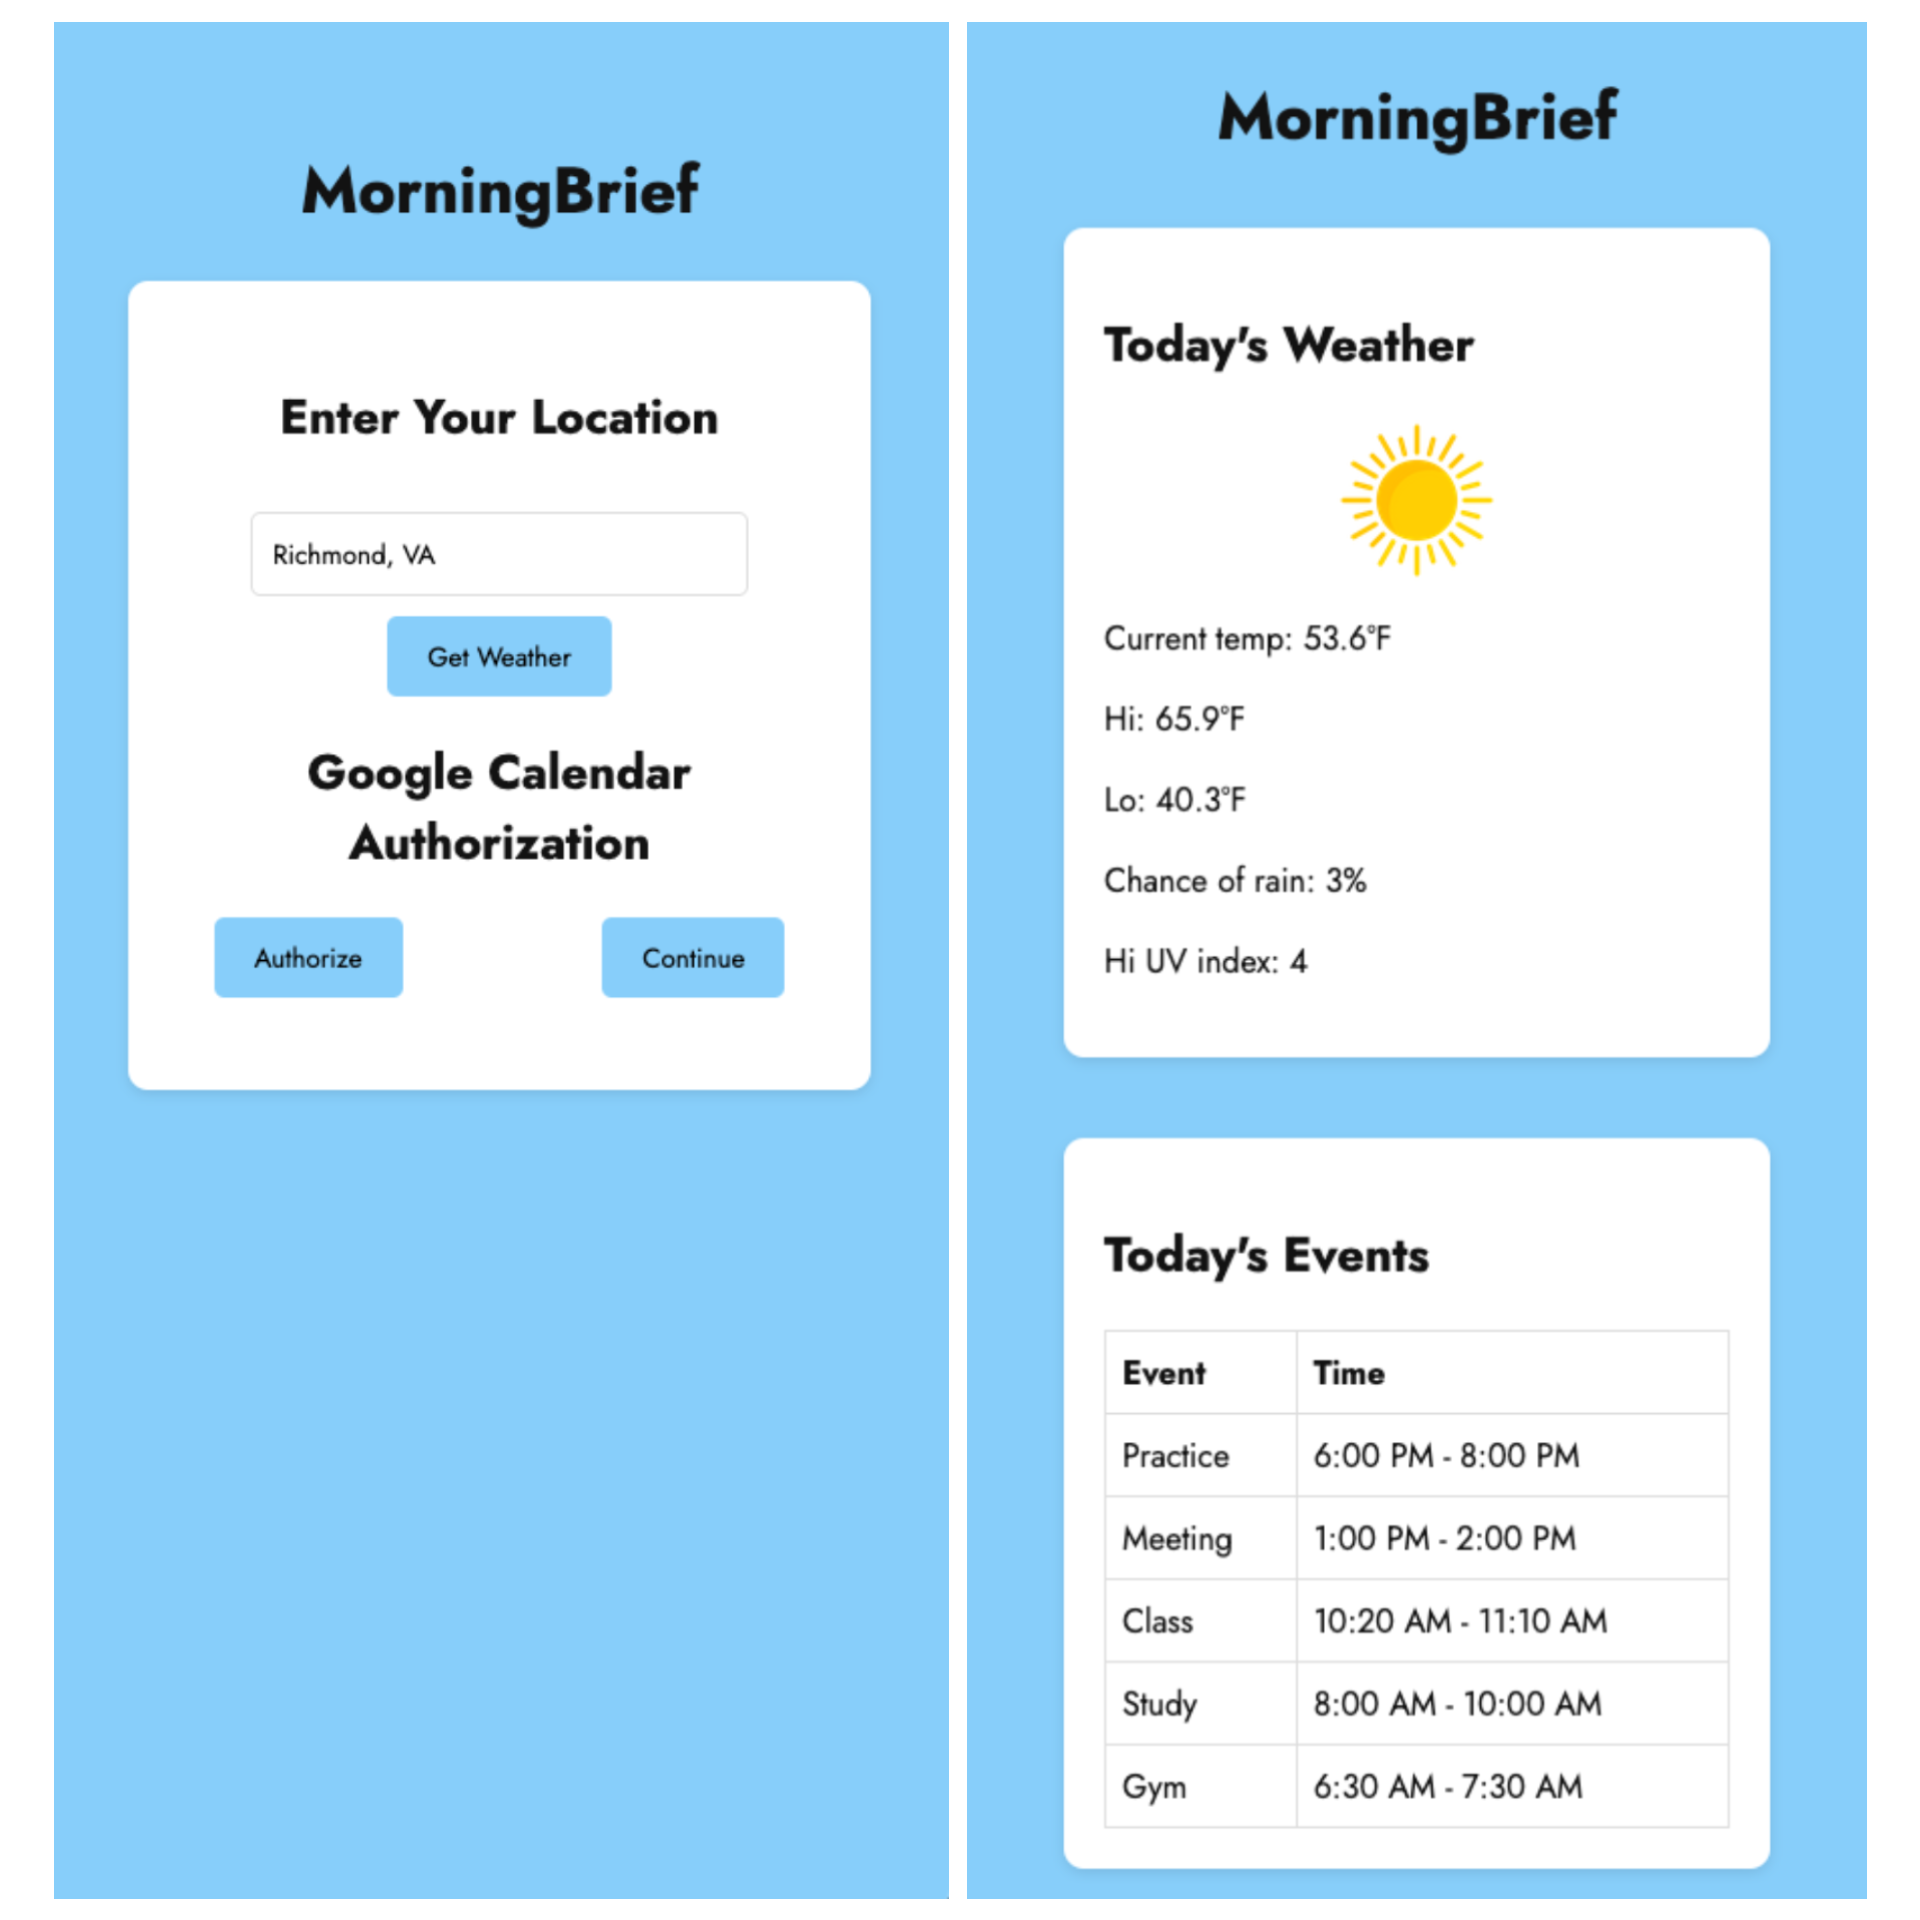 MorningBrief
Enter Your Location
Richmond, VA
Get Weather
Google Calendar
Authorization
Authorize
Continue
MorningBrief
Today's Weather
Current temp: 53.6°F
Hi: 65.9°F
Lo: 40.3°F
Chance of rain: 3%
Hi UV index: 4
Today's Events
Event Time
Practice 6:00 PM - 8:00 PM
Meeting 1:00 PM - 2:00 PM
Class 10:20 AM - 11:10 AM
Study 8:00 AM - 10:00 AM
Gym 6:30 AM - 7:30 AM